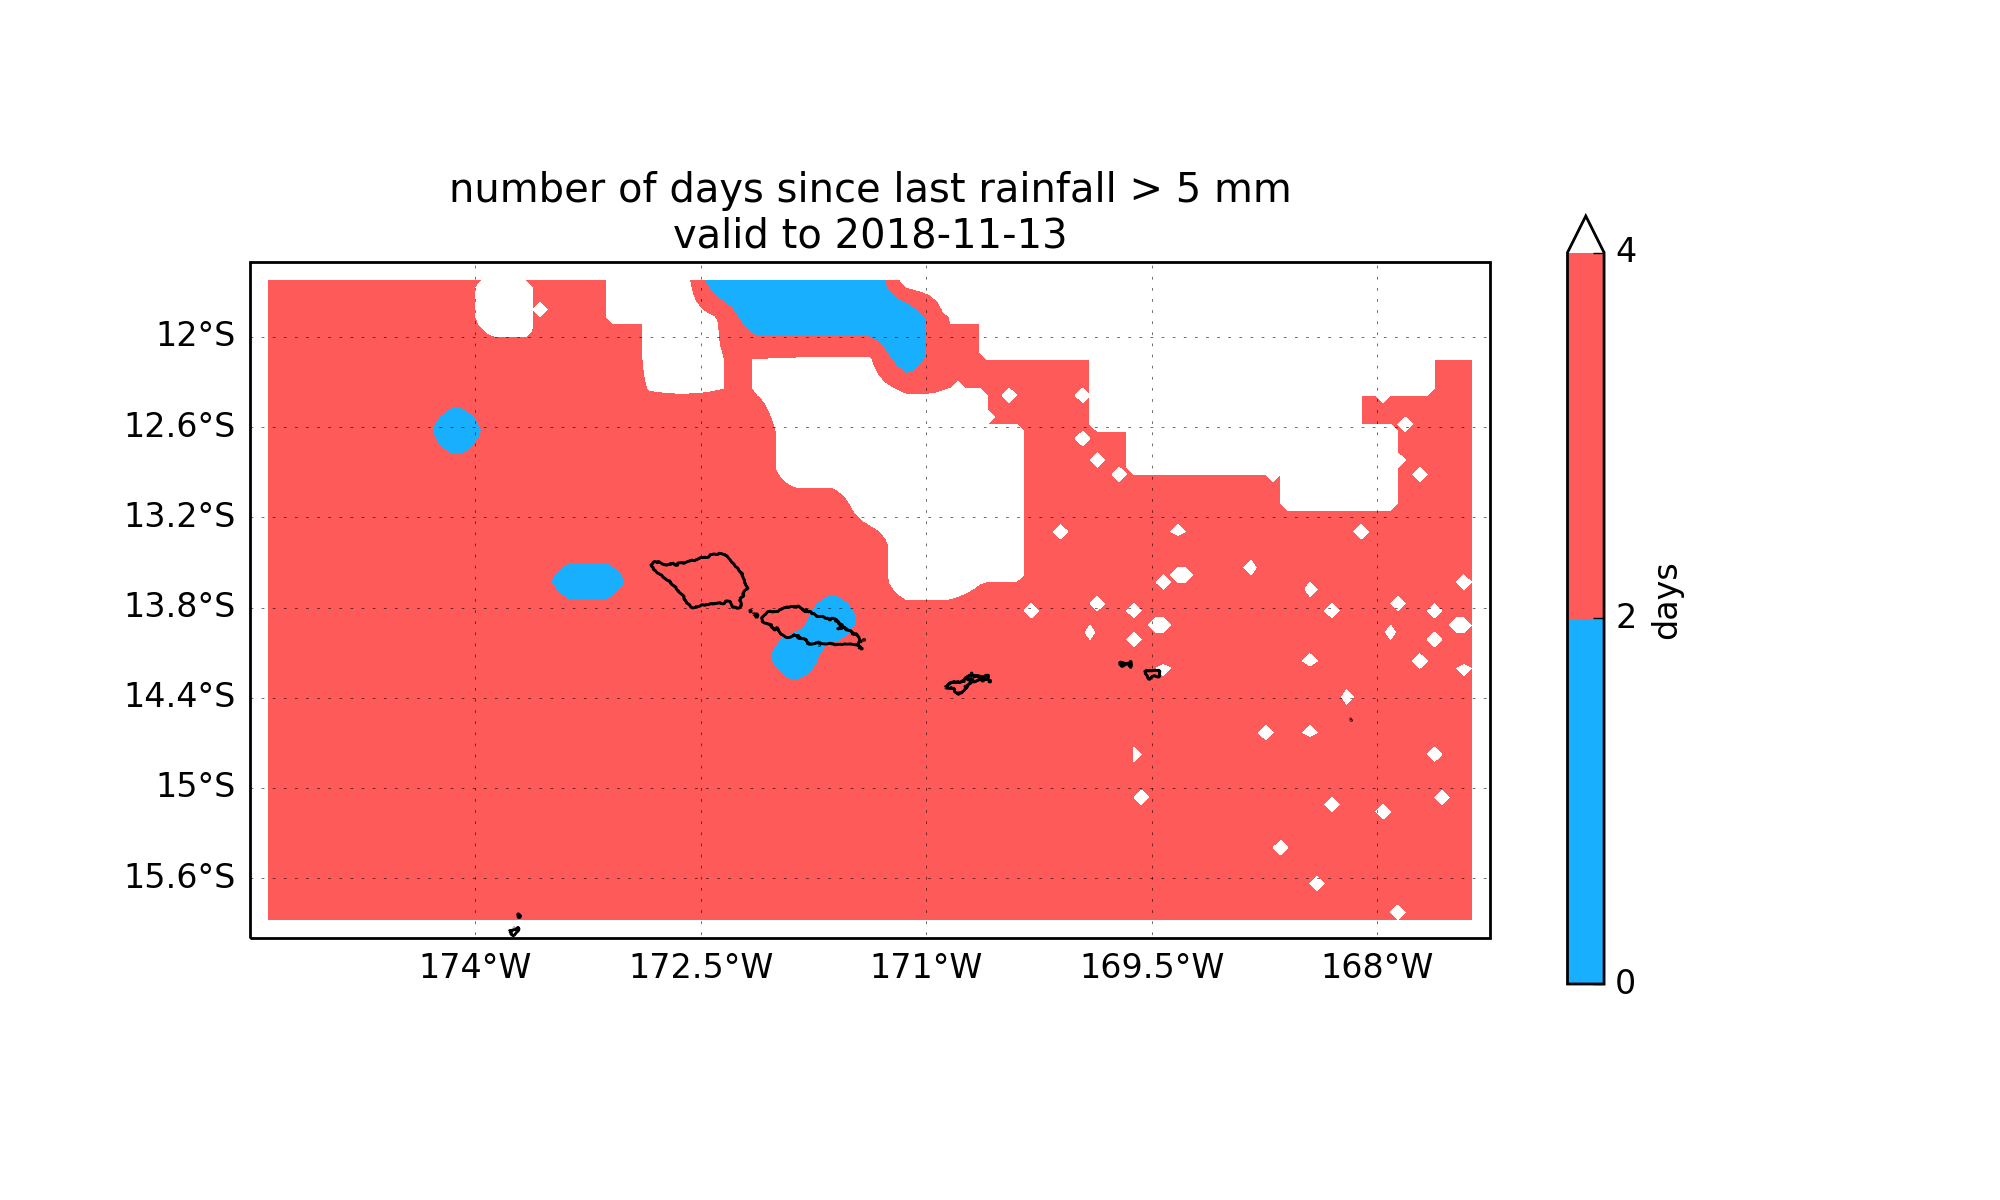 number of days since last rainfall > 5 mm
valid to 2018-11-13
12°S
12.6°S
13.2°S
13.8°S
14.4°S
15°S
15.6°S
174°W 172.5°W 171°W 169.5°W 168°W
4
2
0
days